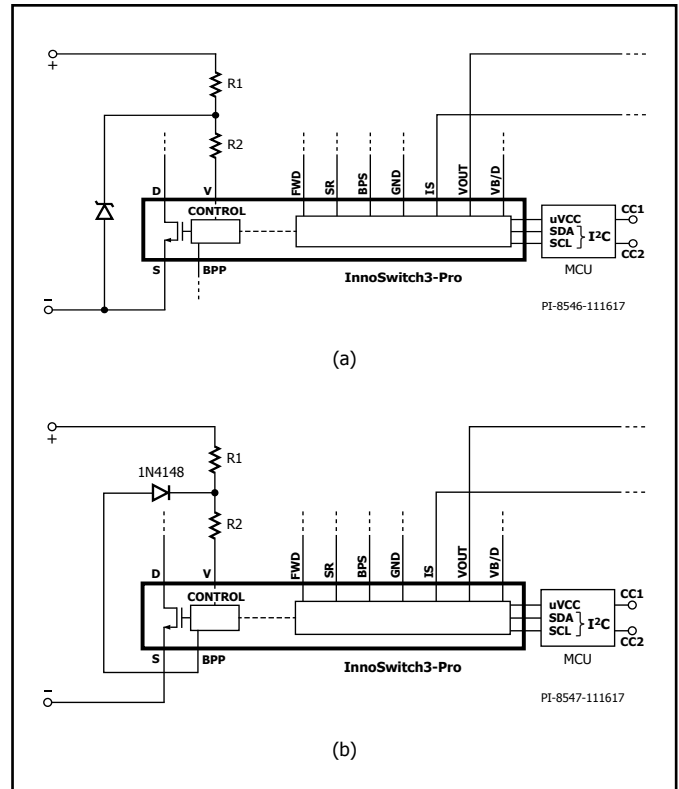 +
R1
R2
D
V
FWD
SR
BPS
GND
IS
VOUT
VB/D
CONTROL
uVCC
SDA
SCL
I²C
CC1
CC2
MCU
S
BPP
InnoSwitch3-Pro
−
PI-8546-111617
(a)
+
1N4148
R1
R2
D
V
FWD
SR
BPS
GND
IS
VOUT
VB/D
CONTROL
uVCC
SDA
SCL
I²C
CC1
CC2
MCU
S
BPP
InnoSwitch3-Pro
−
PI-8547-111617
(b)